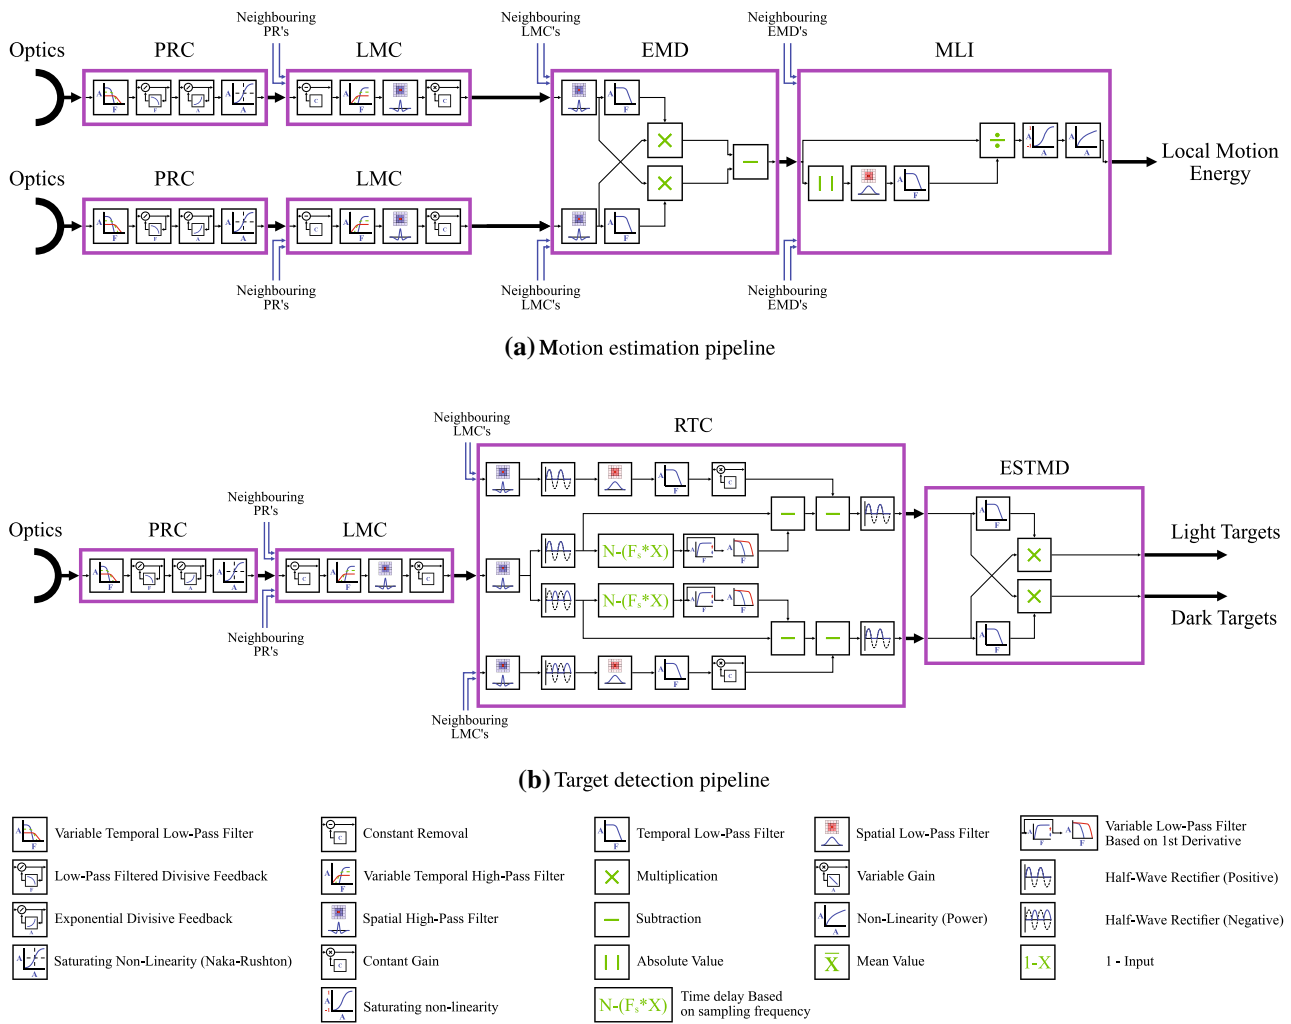 Neighbouring
PR's
Neighbouring
LMC's
Neighbouring
EMD's
Optics
PRC
LMC
EMD
MLI
Local Motion
Energy
Optics
PRC
LMC
Neighbouring
PR's
Neighbouring
LMC's
Neighbouring
EMD's
(a) Motion estimation pipeline
Neighbouring
LMC's
RTC
ESTMD
Neighbouring
PR's
Optics
PRC
LMC
N-(Fs*X)
N-(Fs*X)
Light Targets
Dark Targets
Neighbouring
PR's
Neighbouring
LMC's
(b) Target detection pipeline
Variable Temporal Low-Pass Filter
Constant Removal
Temporal Low-Pass Filter
Spatial Low-Pass Filter
Variable Low-Pass Filter
Based on 1st Derivative
Low-Pass Filtered Divisive Feedback
Variable Temporal High-Pass Filter
Multiplication
Variable Gain
Half-Wave Rectifier (Positive)
Exponential Divisive Feedback
Spatial High-Pass Filter
Subtraction
Non-Linearity (Power)
Half-Wave Rectifier (Negative)
Saturating Non-Linearity (Naka-Rushton)
Contant Gain
Absolute Value
X Mean Value
1-X 1 - Input
Saturating non-linearity
N-(Fs*X) Time delay Based
on sampling frequency